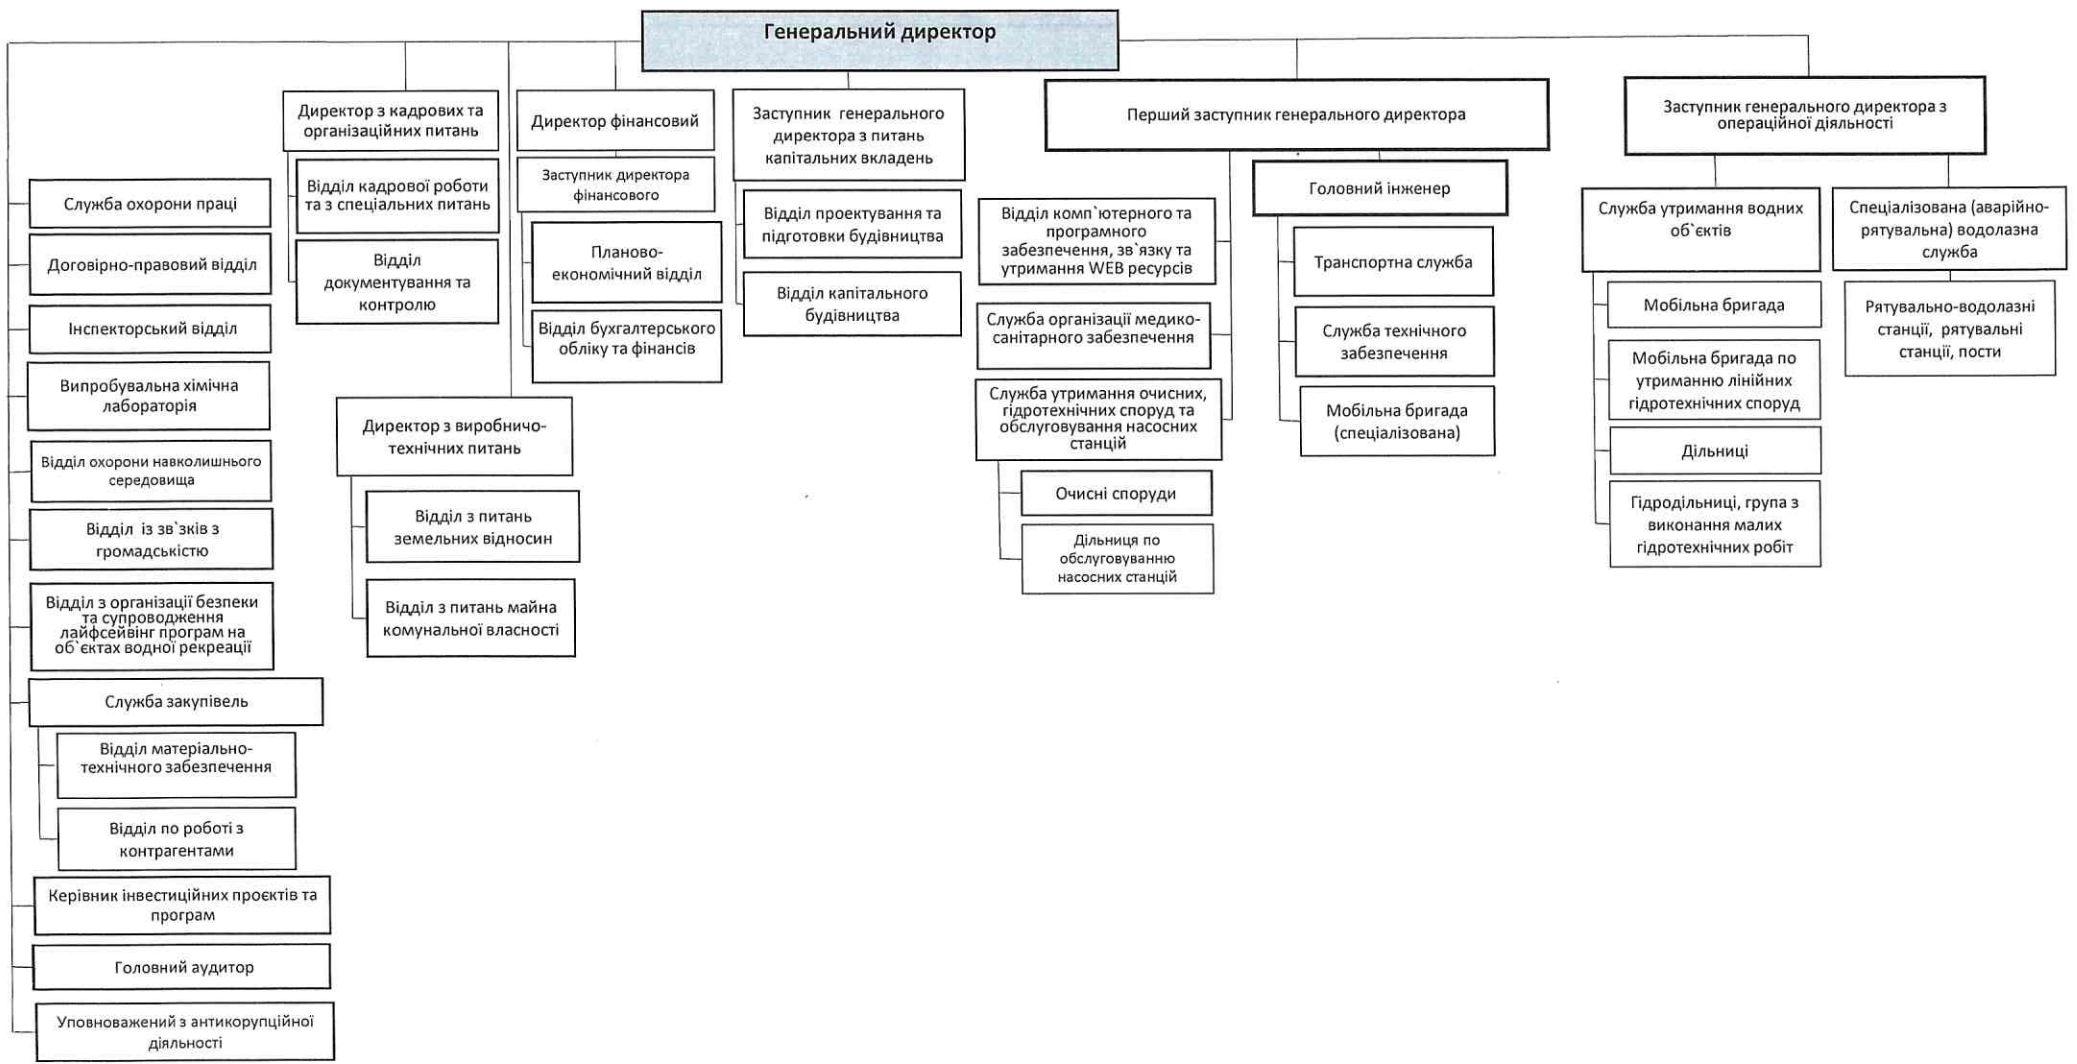 Генеральний директор
Директор з кадрових та
організаційних питань
Відділ кадрової роботи
та з спеціальних питань
Відділ
документування та
контролю
Директор фінансовий
Заступник директора
фінансового
Планово-
економічний відділ
Відділ бухгалтерського
обліку та фінансів
Заступник генерального
директора з питань
капітальних вкладень
Відділ проектування та
підготовки будівництва
Відділ капітального
будівництва
Перший заступник генерального директора
Відділ комп`ютерного та
програмного
забезпечення, зв`язку та
утримання WEB ресурсів
Служба організації медико-
санітарного забезпечення
Служба утримання очисних,
гідротехнічних споруд та
обслуговування насосних
станцій
Очисні споруди
Дільниця по
обслуговуванню
насосних станцій
Головний інженер
Транспортна служба
Служба технічного
забезпечення
Мобільна бригада
(спеціалізована)
Заступник генерального директора з
операційної діяльності
Служба утримання водних
об`єктів
Мобільна бригада
Мобільна бригада по
утриманню лінійних
гідротехнічних споруд
Дільниці
Гідродільниці, група з
виконання малих
гідротехнічних робіт
Спеціалізована (аварійно-
рятувальна) водолазна
служба
Рятувально-водолазні
станції, рятувальні
станції, пости
Директор з виробничо-
технічних питань
Відділ з питань
земельних відносин
Відділ з питань майна
комунальної власності
Служба охорони праці
Договірно-правовий відділ
Інспекторський відділ
Випробувальна хімічна
лабораторія
Відділ охорони навколишнього
середовища
Відділ із зв`зків з
громадськістю
Відділ з організації безпеки
та супроводження
лайфсейвінг програм на
об`єктах водної рекреації
Служба закупівель
Відділ матеріально-
технічного забезпечення
Відділ по роботі з
контрагентами
Керівник інвестиційних проєктів та
програм
Головний аудитор
Уповноважений з антикорупційної
діяльності